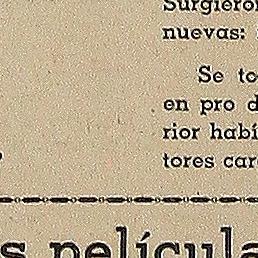 Surgieron
nuevas:
Se to
en pro d
rior habí
tores car
s película